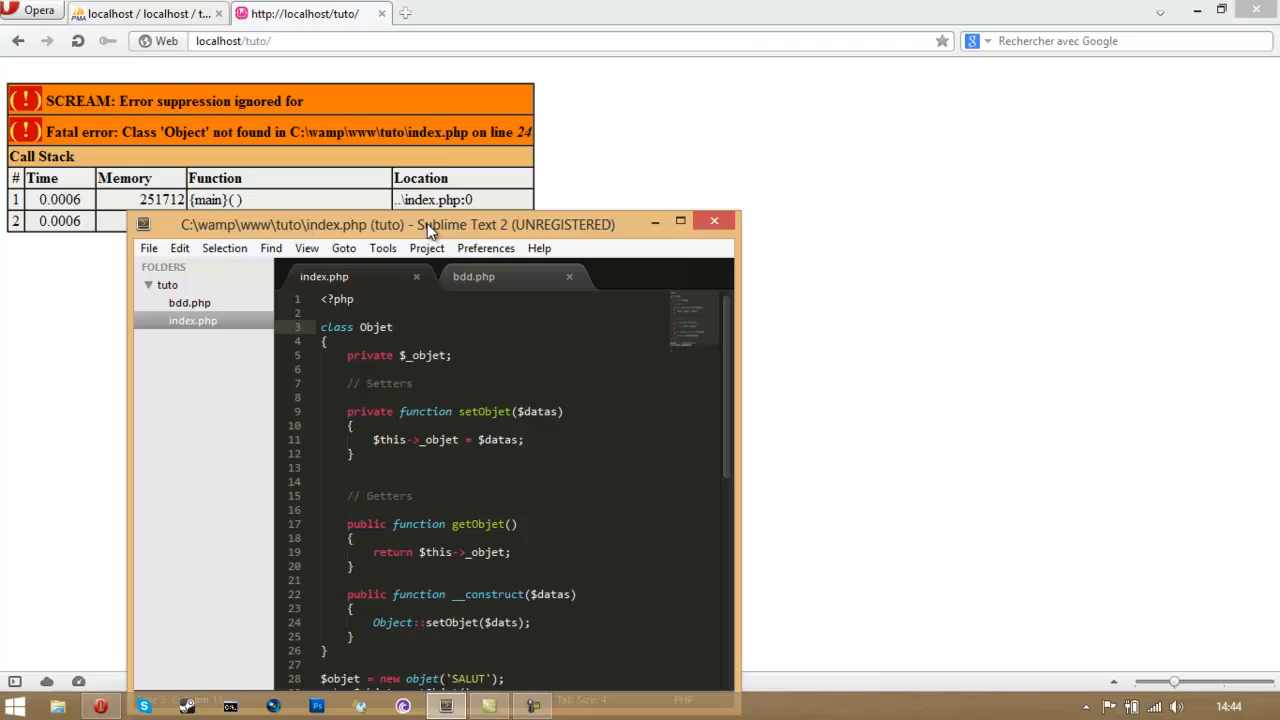 Opera
localhost / localhost / t...
http://localhost/tuto/
Web
localhost/tuto/
Rechercher avec Google
( ! ) SCREAM: Error suppression ignored for
( ! ) Fatal error: Class 'Object' not found in C:\wamp\www\tuto\index.php on line 24
Call Stack
# Time Memory Function Location
1 0.0006 251712 {main}( ) ..\index.php:0
2 0.0006
C:\wamp\www\tuto\index.php (tuto) - Sublime Text 2 (UNREGISTERED)
File Edit Selection Find View Goto Tools Project Preferences Help
FOLDERS
tuto
bdd.php
index.php
index.php
bdd.php
1 <?php
2
3 class Objet
4 {
5 private $_objet;
6
7 // Setters
8
9 private function setObjet($datas)
10 {
11 $this->_objet = $datas;
12 }
13
14
15 // Getters
16
17 public function getObjet()
18 {
19 return $this->_objet;
20 }
21
22 public function __construct($datas)
23 {
24 Object::setObjet($dats);
25 }
26 }
27
28 $objet = new objet('SALUT');
Tab Size: 4
PHP
14:44